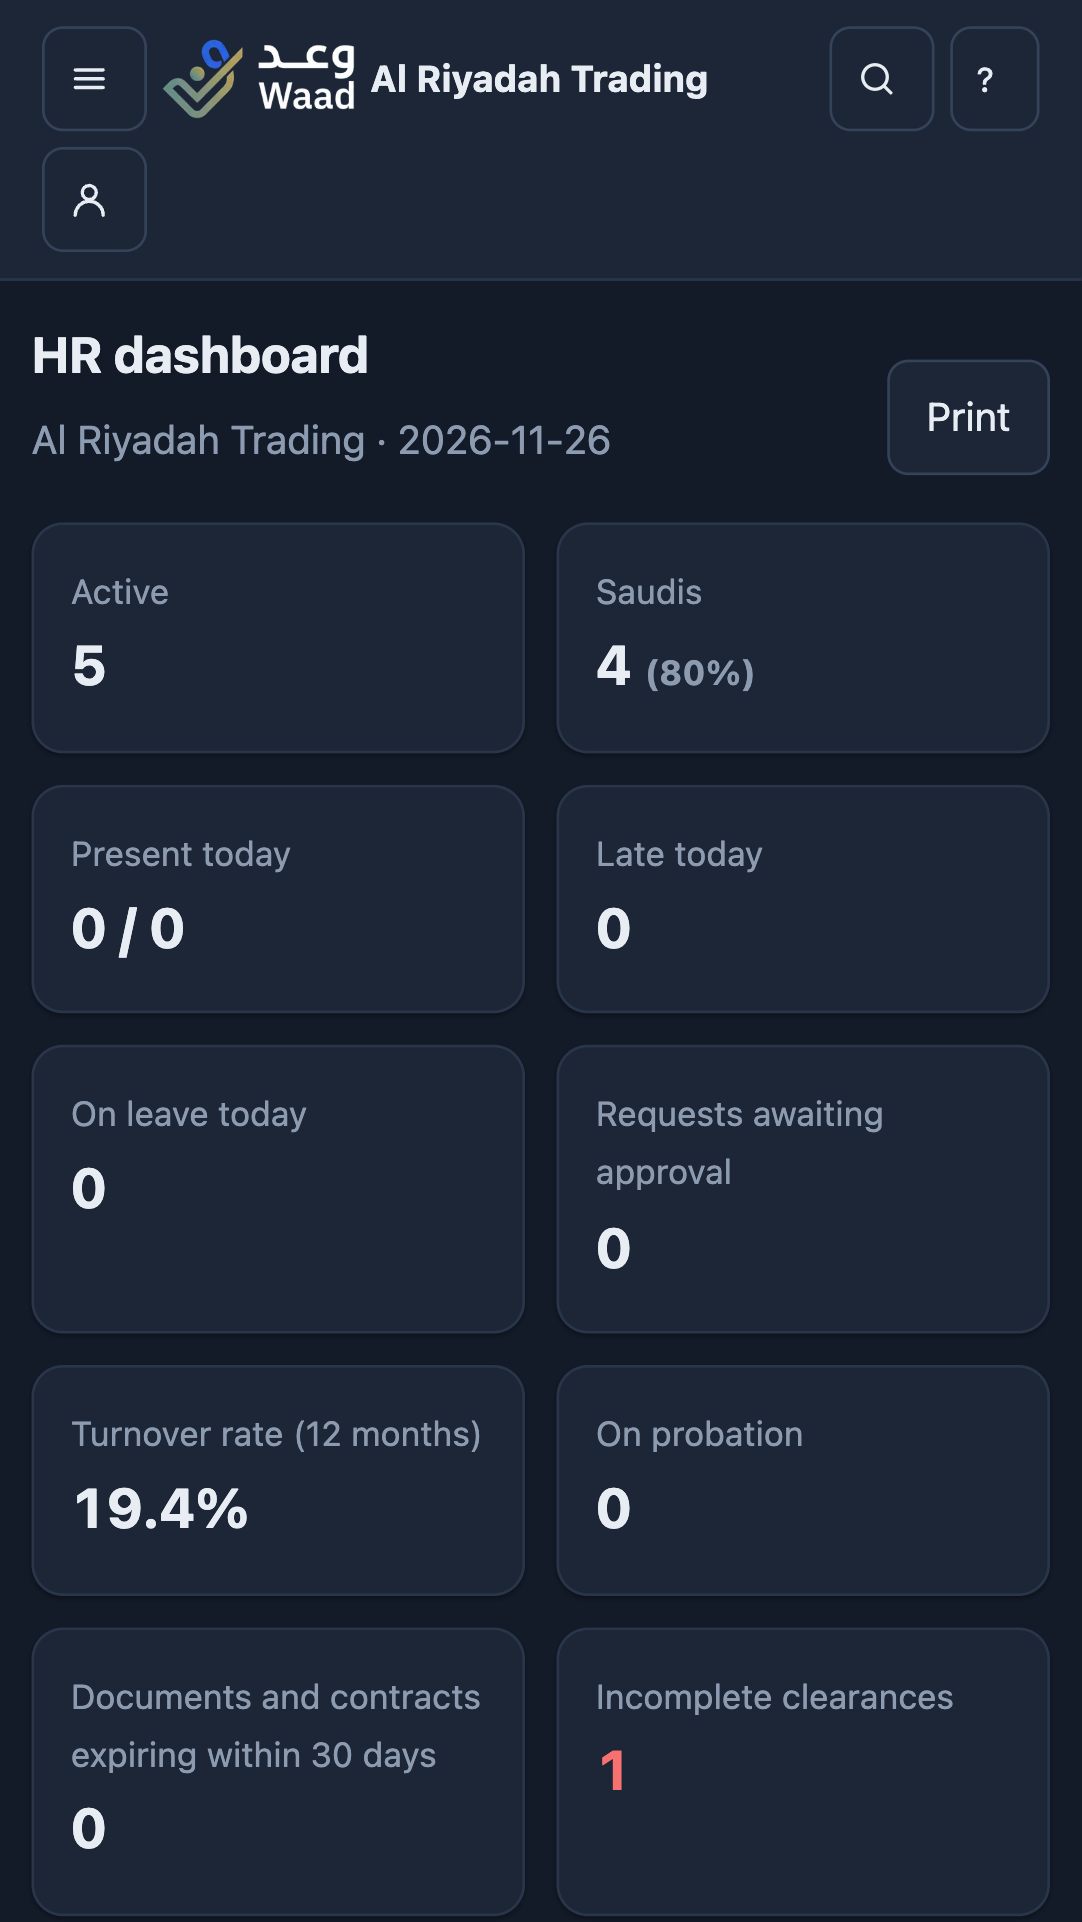 وعد
Waad
Al Riyadah Trading
?
HR dashboard
Al Riyadah Trading · 2026-11-26
Print
Active
5
Saudis
4 (80%)
Present today
0 / 0
Late today
0
On leave today
0
Requests awaiting
approval
0
Turnover rate (12 months)
19.4%
On probation
0
Documents and contracts
expiring within 30 days
0
Incomplete clearances
1